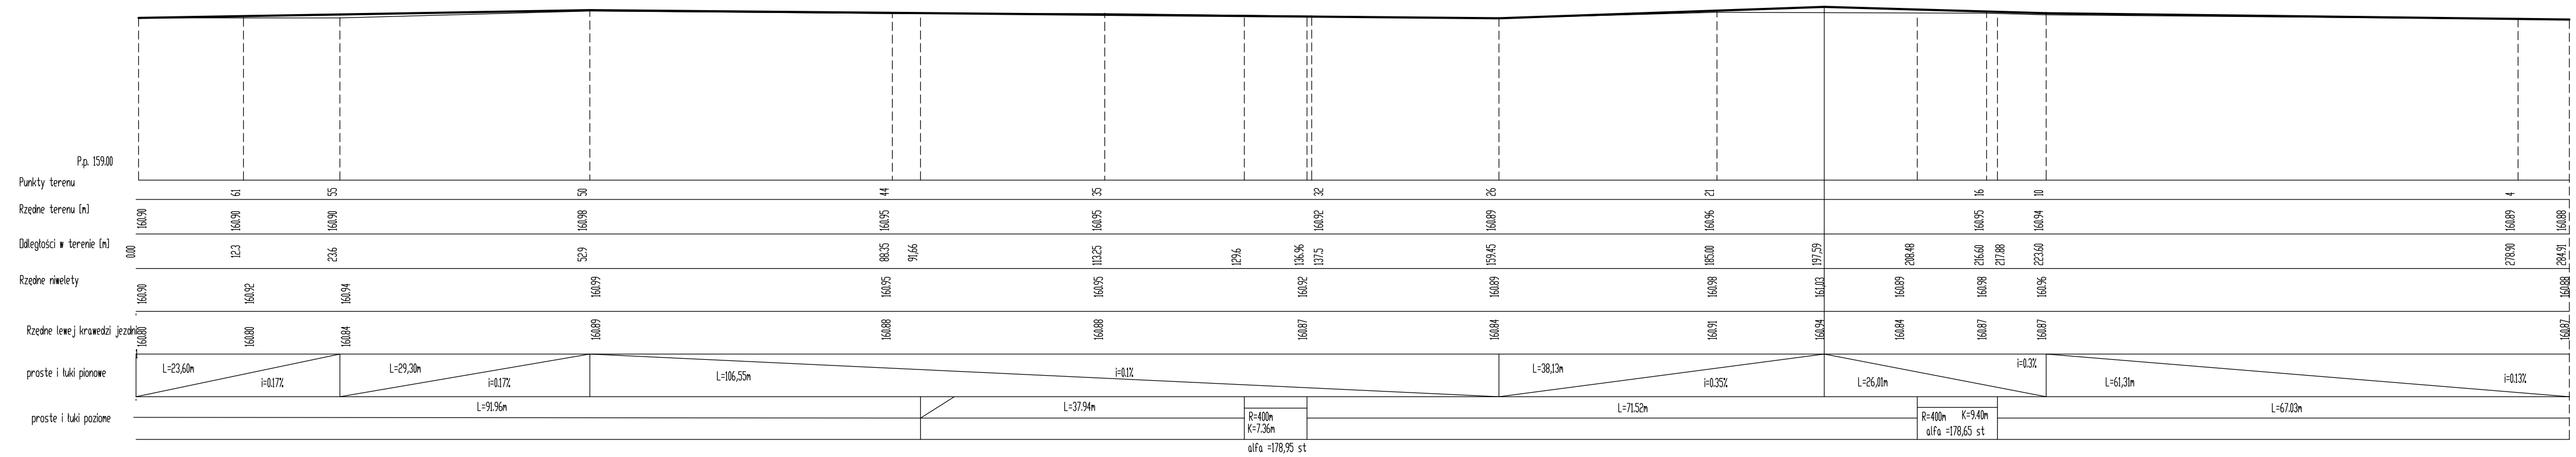 P.p. 159.00
Punkty terenu 61 55 50 44 35 32 26 21 16 10 4
Rzędne terenu [m] 160.90 160.90 160.90 160.98 160.95 160.95 160.92 160.89 160.96 160.95 160.94 160.89 160.88
Odległości w terenie [m] 0.00 12.3 23.6 52.9 88.35 91,66 113.25 129.6 136.96 137.5 159.45 185.00 197,59 208.48 216.60 217.88 223.60 278.90 284.91
Rzędne niwelety 160.90 160.92 160.94 160.99 160.95 160.95 160.92 160.89 160.98 161,03 160.89 160.98 160.96 160.88
Rzędne lewej krawedzi jezdni 160.80 160.80 160.84 160.89 160.88 160.88 160.87 160.84 160.91 160.94 160.84 160.87 160.87 160.87
proste i łuki pionowe
L=23,60m i=0.17% L=29,30m i=0.17% L=106,55m i=0.1% L=38,13m i=0.35% L=26,01m i=0.3% L=61,31m i=0.13%
proste i łuki poziome
L=91.96m L=37.94m R=400m K=7.36m L=71.52m R=400m K=9.40m L=67.03m
alfa =178,65 st
alfa =178,95 st